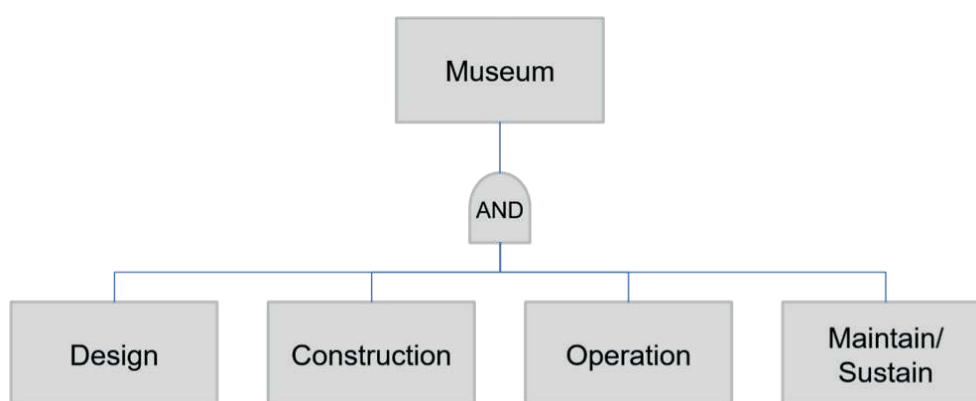 Museum
AND
Design
Construction
Operation
Maintain/
Sustain